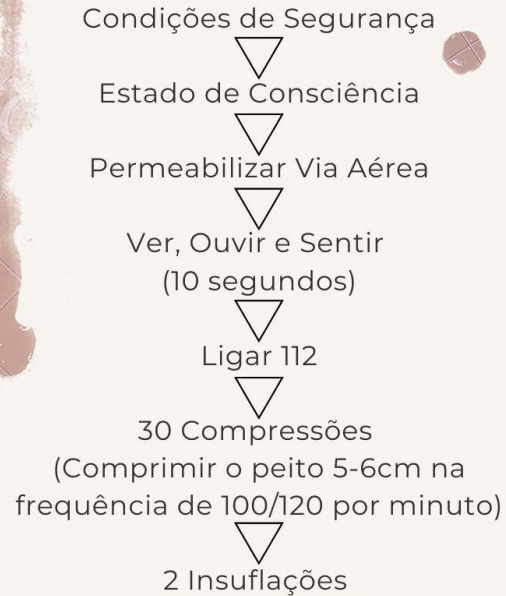 Condições de Segurança
Estado de Consciência
Permeabilizar Via Aérea
Ver, Ouvir e Sentir
(10 segundos)
Ligar 112
30 Compressões
(Comprimir o peito 5-6cm na
frequência de 100/120 por minuto)
2 Insuflações